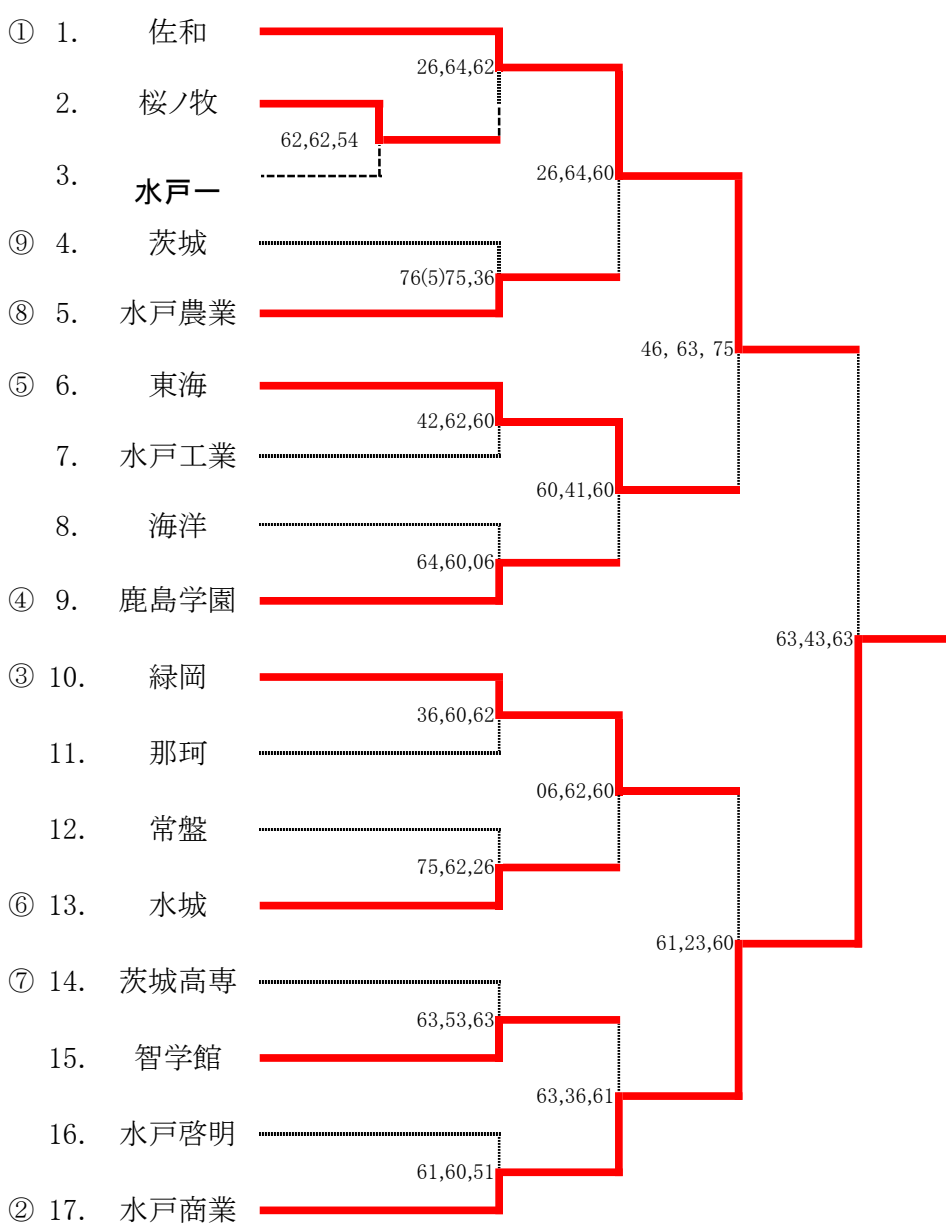 ① 1. 佐和
26,64,62
2. 桜ノ牧
62,62,54
3. 水戸一
26,64,60
⑨ 4. 茨城
76(5)75,36
⑧ 5. 水戸農業
46, 63, 75
⑤ 6. 東海
42,62,60
7. 水戸工業
60,41,60
8. 海洋
64,60,06
④ 9. 鹿島学園
63,43,63
③ 10. 緑岡
36,60,62
11. 那珂
06,62,60
12. 常盤
75,62,26
⑥ 13. 水城
61,23,60
⑦ 14. 茨城高専
63,53,63
15. 智学館
63,36,61
16. 水戸啓明
61,60,51
② 17. 水戸商業